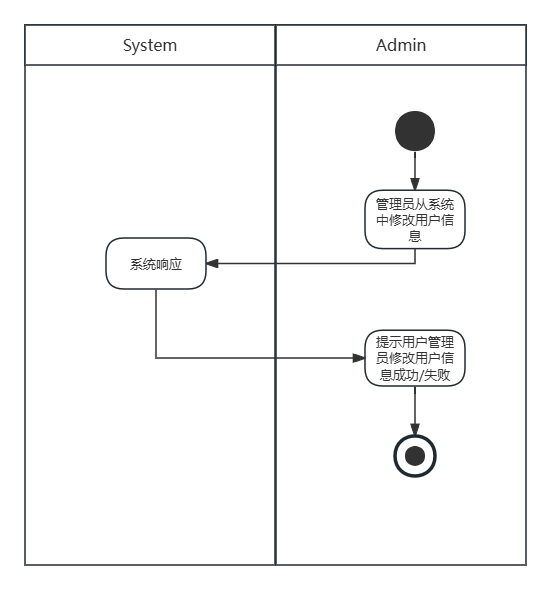 System
Admin
管理员从系统
中修改用户信
息
系统响应
提示用户管理
员修改用户信
息成功/失败